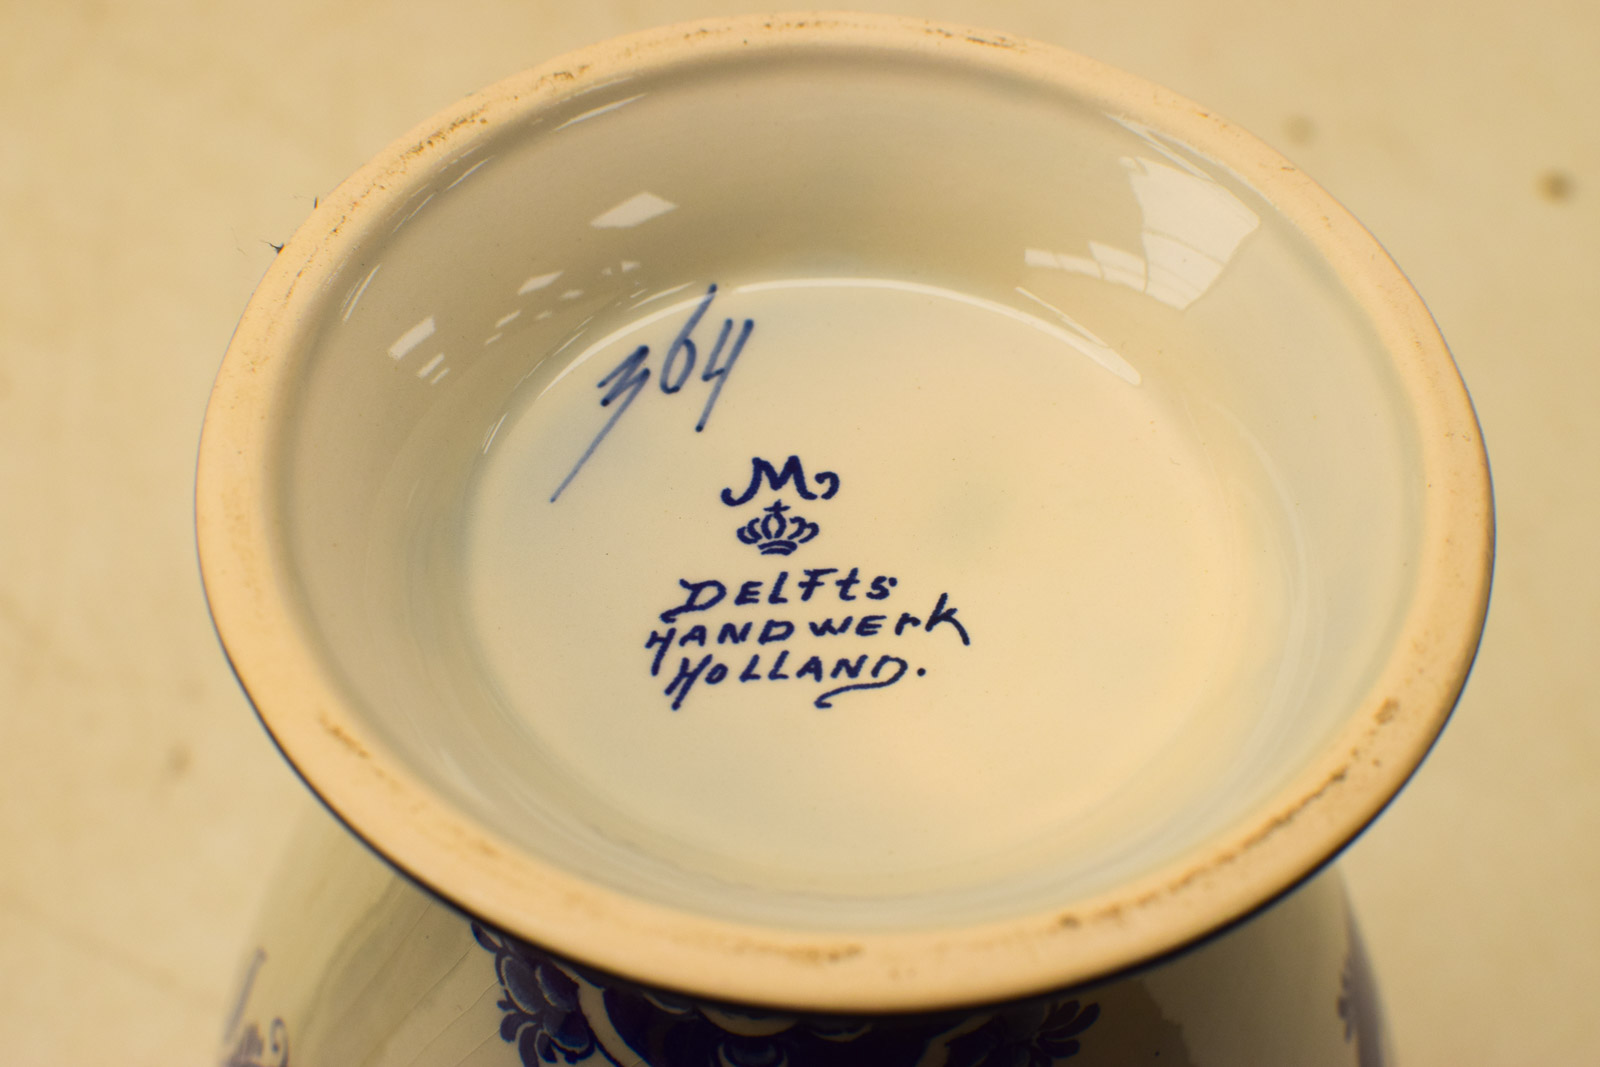 364
M
DELFts
HANDWErk
HOLLAND.